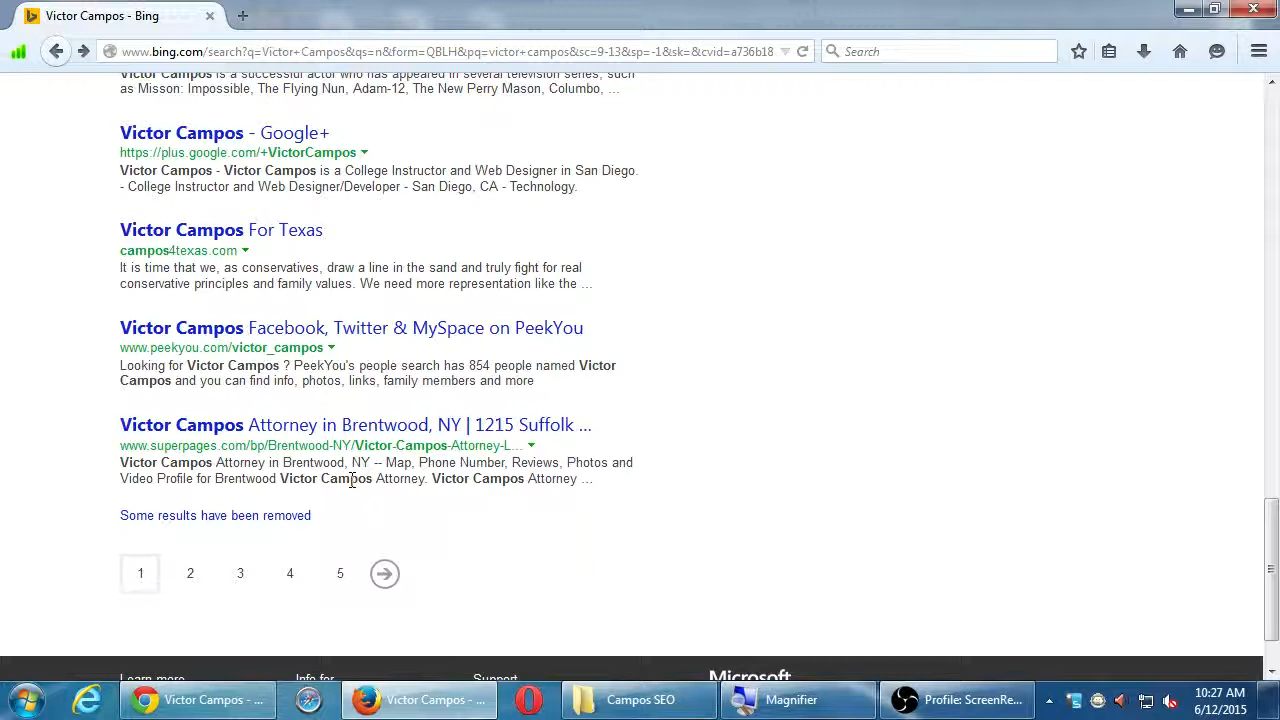 Victor Campos - Bing
www.bing.com/search?q=Victor+Campos&qs=n&form=QBLH&pq=victor+campos&sc=9-13&sp=-1&sk=&cvid=a736b18
Search
Victor Campos is a successful actor who has appeared in several television series, such
as Misson: Impossible, The Flying Nun, Adam-12, The New Perry Mason, Columbo, ...
Victor Campos - Google+
https://plus.google.com/+VictorCampos
Victor Campos - Victor Campos is a College Instructor and Web Designer in San Diego.
- College Instructor and Web Designer/Developer - San Diego, CA - Technology.
Victor Campos For Texas
campos4texas.com
It is time that we, as conservatives, draw a line in the sand and truly fight for real
conservative principles and family values. We need more representation like the ...
Victor Campos Facebook, Twitter & MySpace on PeekYou
www.peekyou.com/victor_campos
Looking for Victor Campos ? PeekYou's people search has 854 people named Victor
Campos and you can find info, photos, links, family members and more
Victor Campos Attorney in Brentwood, NY | 1215 Suffolk ...
www.superpages.com/bp/Brentwood-NY/Victor-Campos-Attorney-L...
Victor Campos Attorney in Brentwood, NY -- Map, Phone Number, Reviews, Photos and
Video Profile for Brentwood Victor Campos Attorney. Victor Campos Attorney ...
Some results have been removed
1 2 3 4 5
Learn more Info for Support Microsoft
Victor Campos - ... Victor Campos - ... Campos SEO Magnifier Profile: ScreenRe...
10:27 AM
6/12/2015